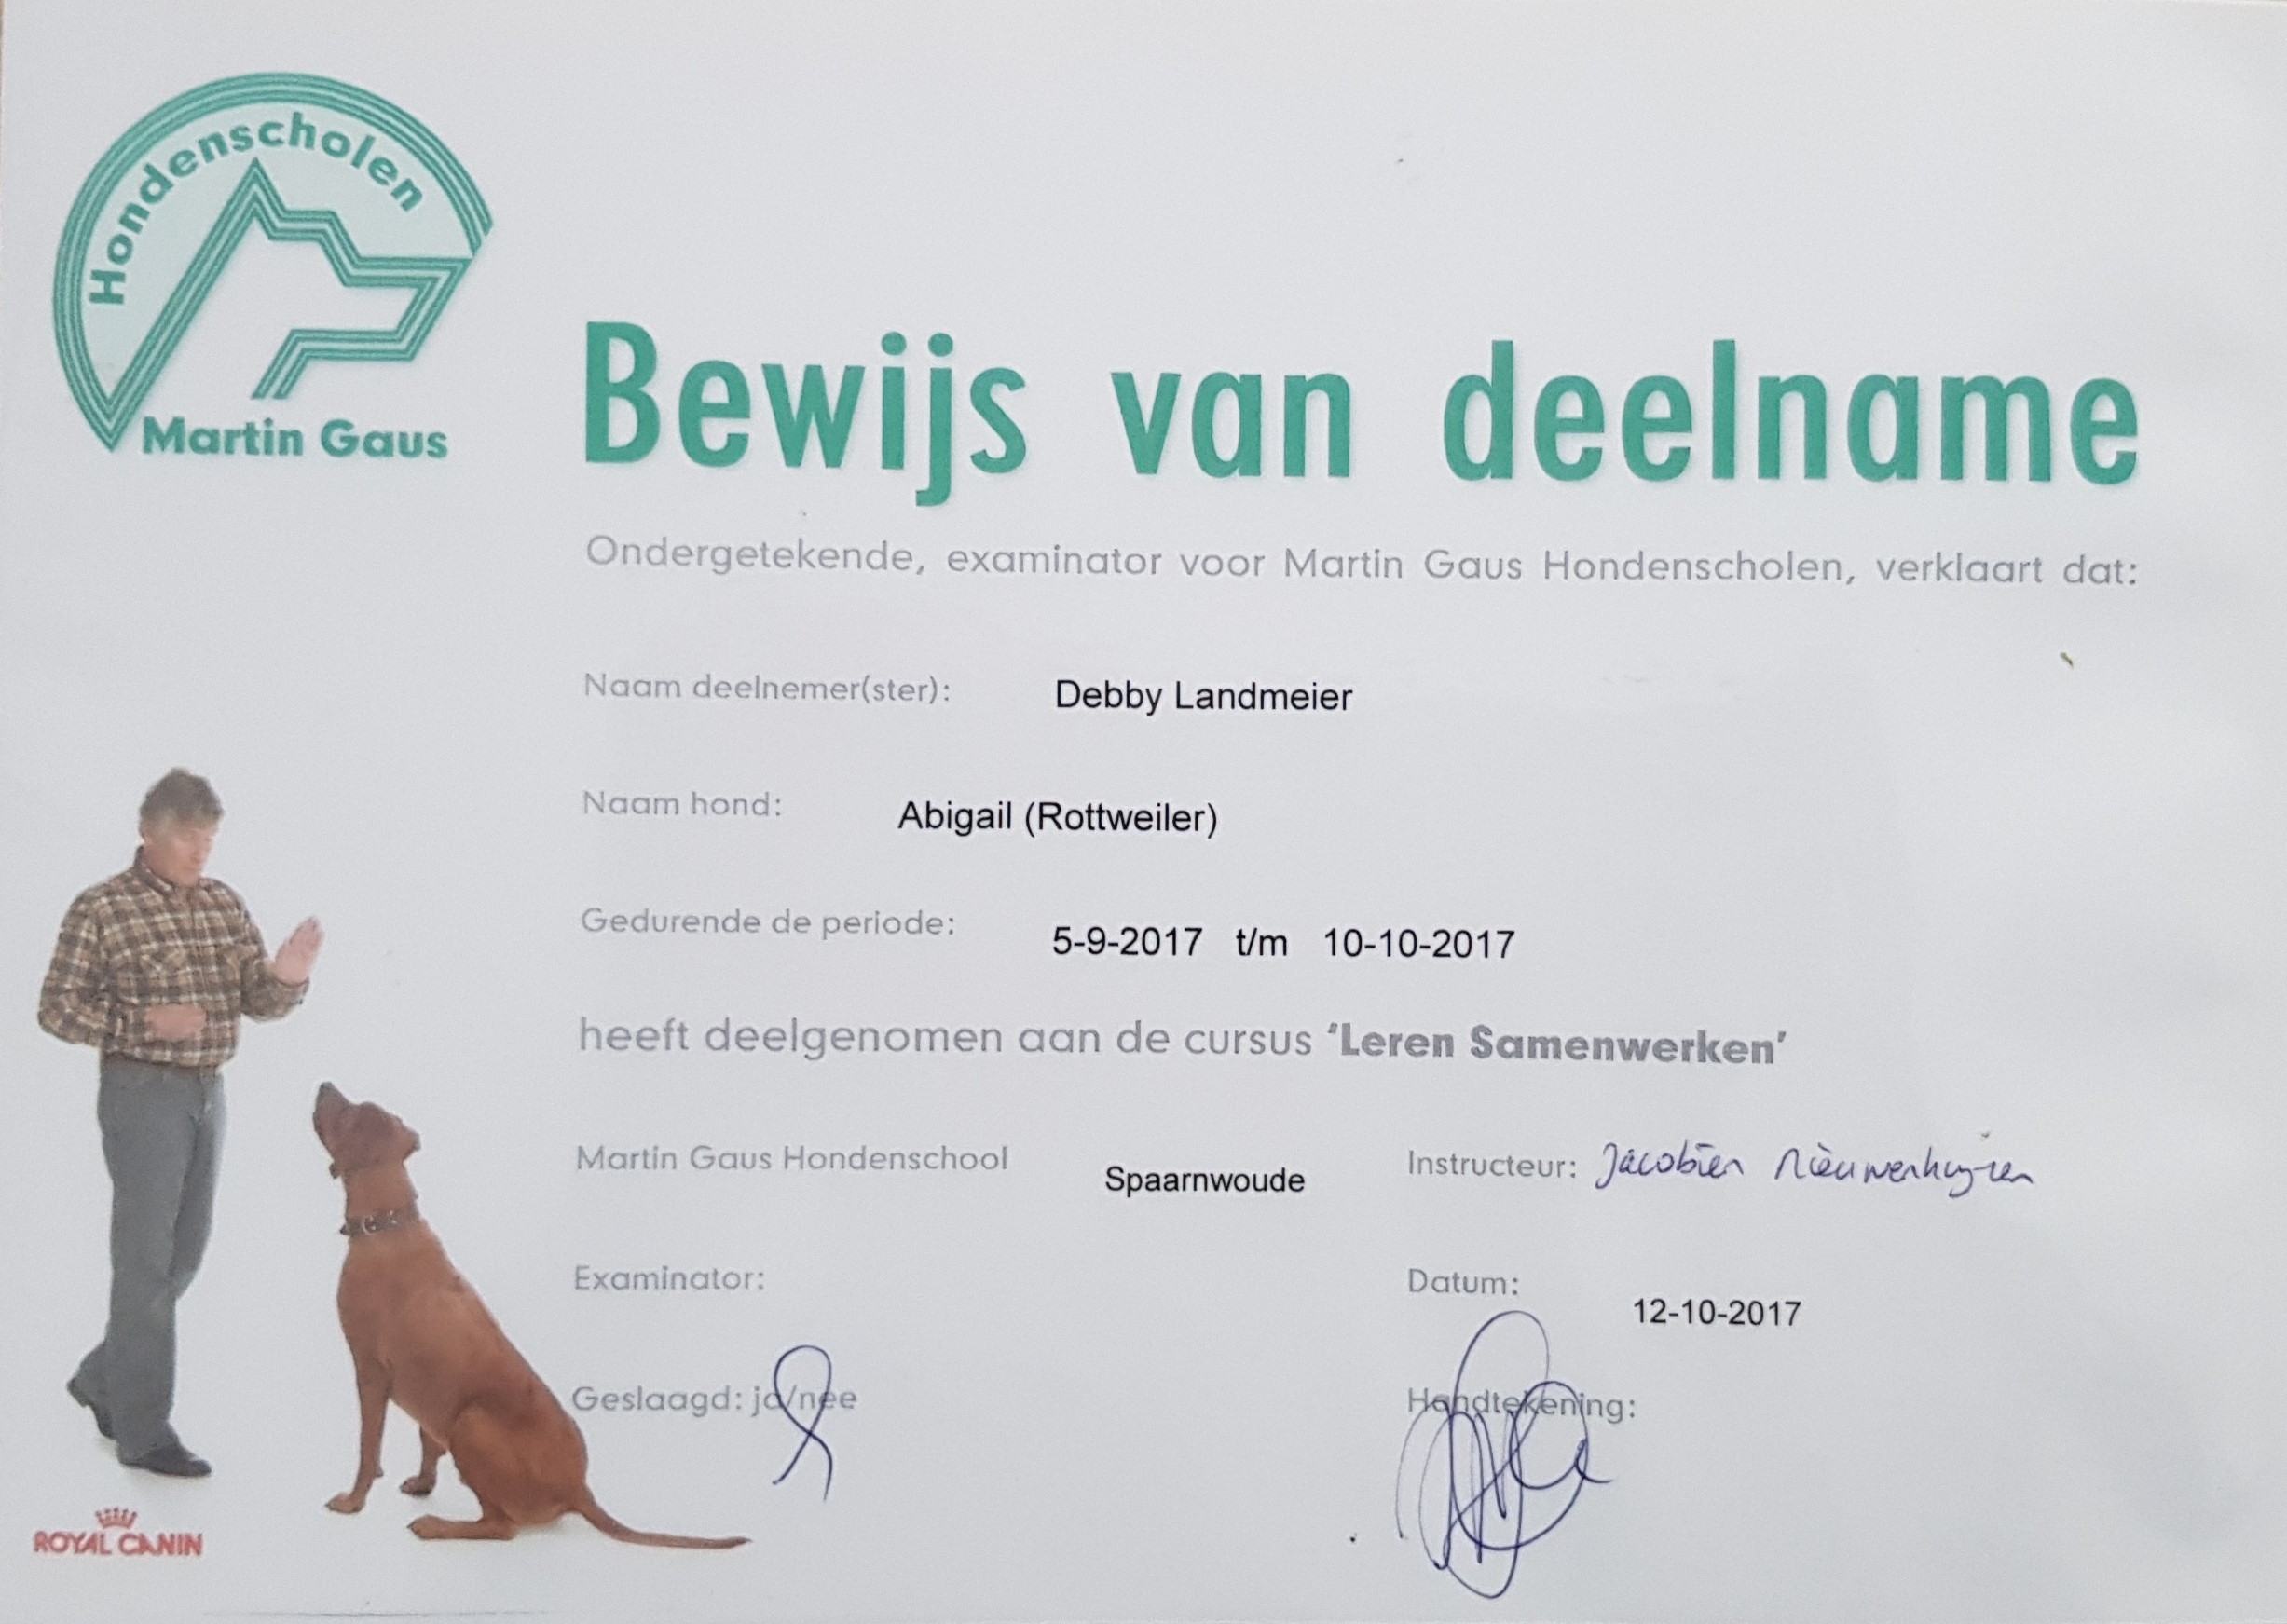 Hondenscholen
Martin Gaus
Bewijs van deelname
Ondergetekende, examinator voor Martin Gaus Hondenscholen, verklaart dat:
Naam deelnemer(ster): Debby Landmeier
Naam hond: Abigail (Rottweiler)
Gedurende de periode: 5-9-2017 t/m 10-10-2017
heeft deelgenomen aan de cursus 'Leren Samenwerken'
Martin Gaus Hondenschool Spaarnwoude Instructeur: Jacobien Nieuwenhuizen
Examinator: Datum: 12-10-2017
Geslaagd: ja/nee Handtekening:
ROYAL CANIN